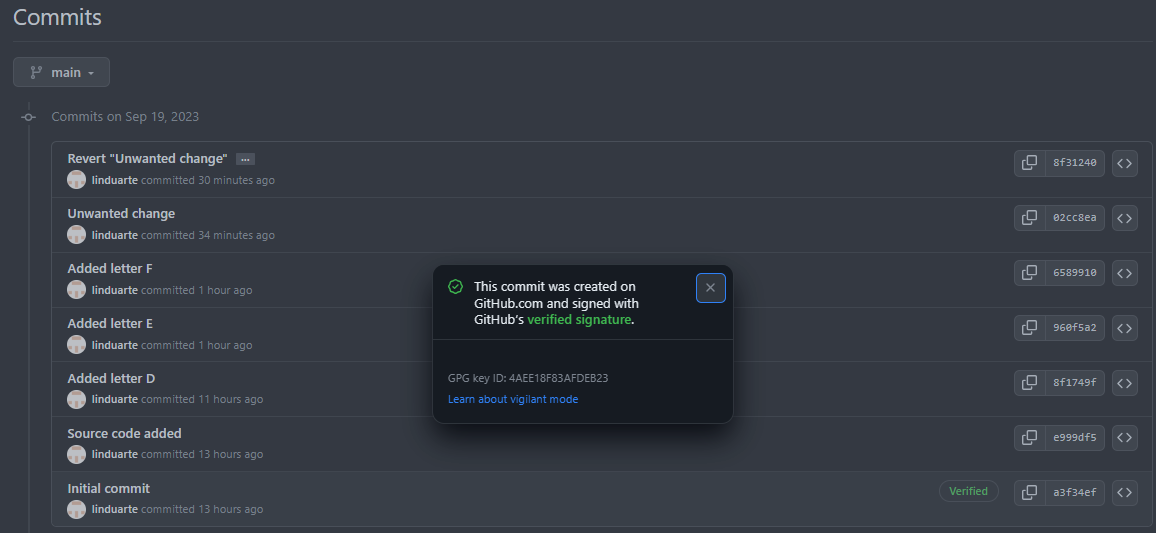 Commits
main
Commits on Sep 19, 2023
Revert "Unwanted change" ...
8f31240
linduarte committed 30 minutes ago
Unwanted change
02cc8ea
linduarte committed 34 minutes ago
Added letter F
6589910
linduarte committed 1 hour ago
Added letter E
960f5a2
linduarte committed 1 hour ago
Added letter D
8f1749f
linduarte committed 11 hours ago
Source code added
e999df5
linduarte committed 13 hours ago
Initial commit
Verified
a3f34ef
linduarte committed 13 hours ago
This commit was created on
GitHub.com and signed with
GitHub's verified signature.
GPG key ID: 4AEE18F83AFDEB23
Learn about vigilant mode